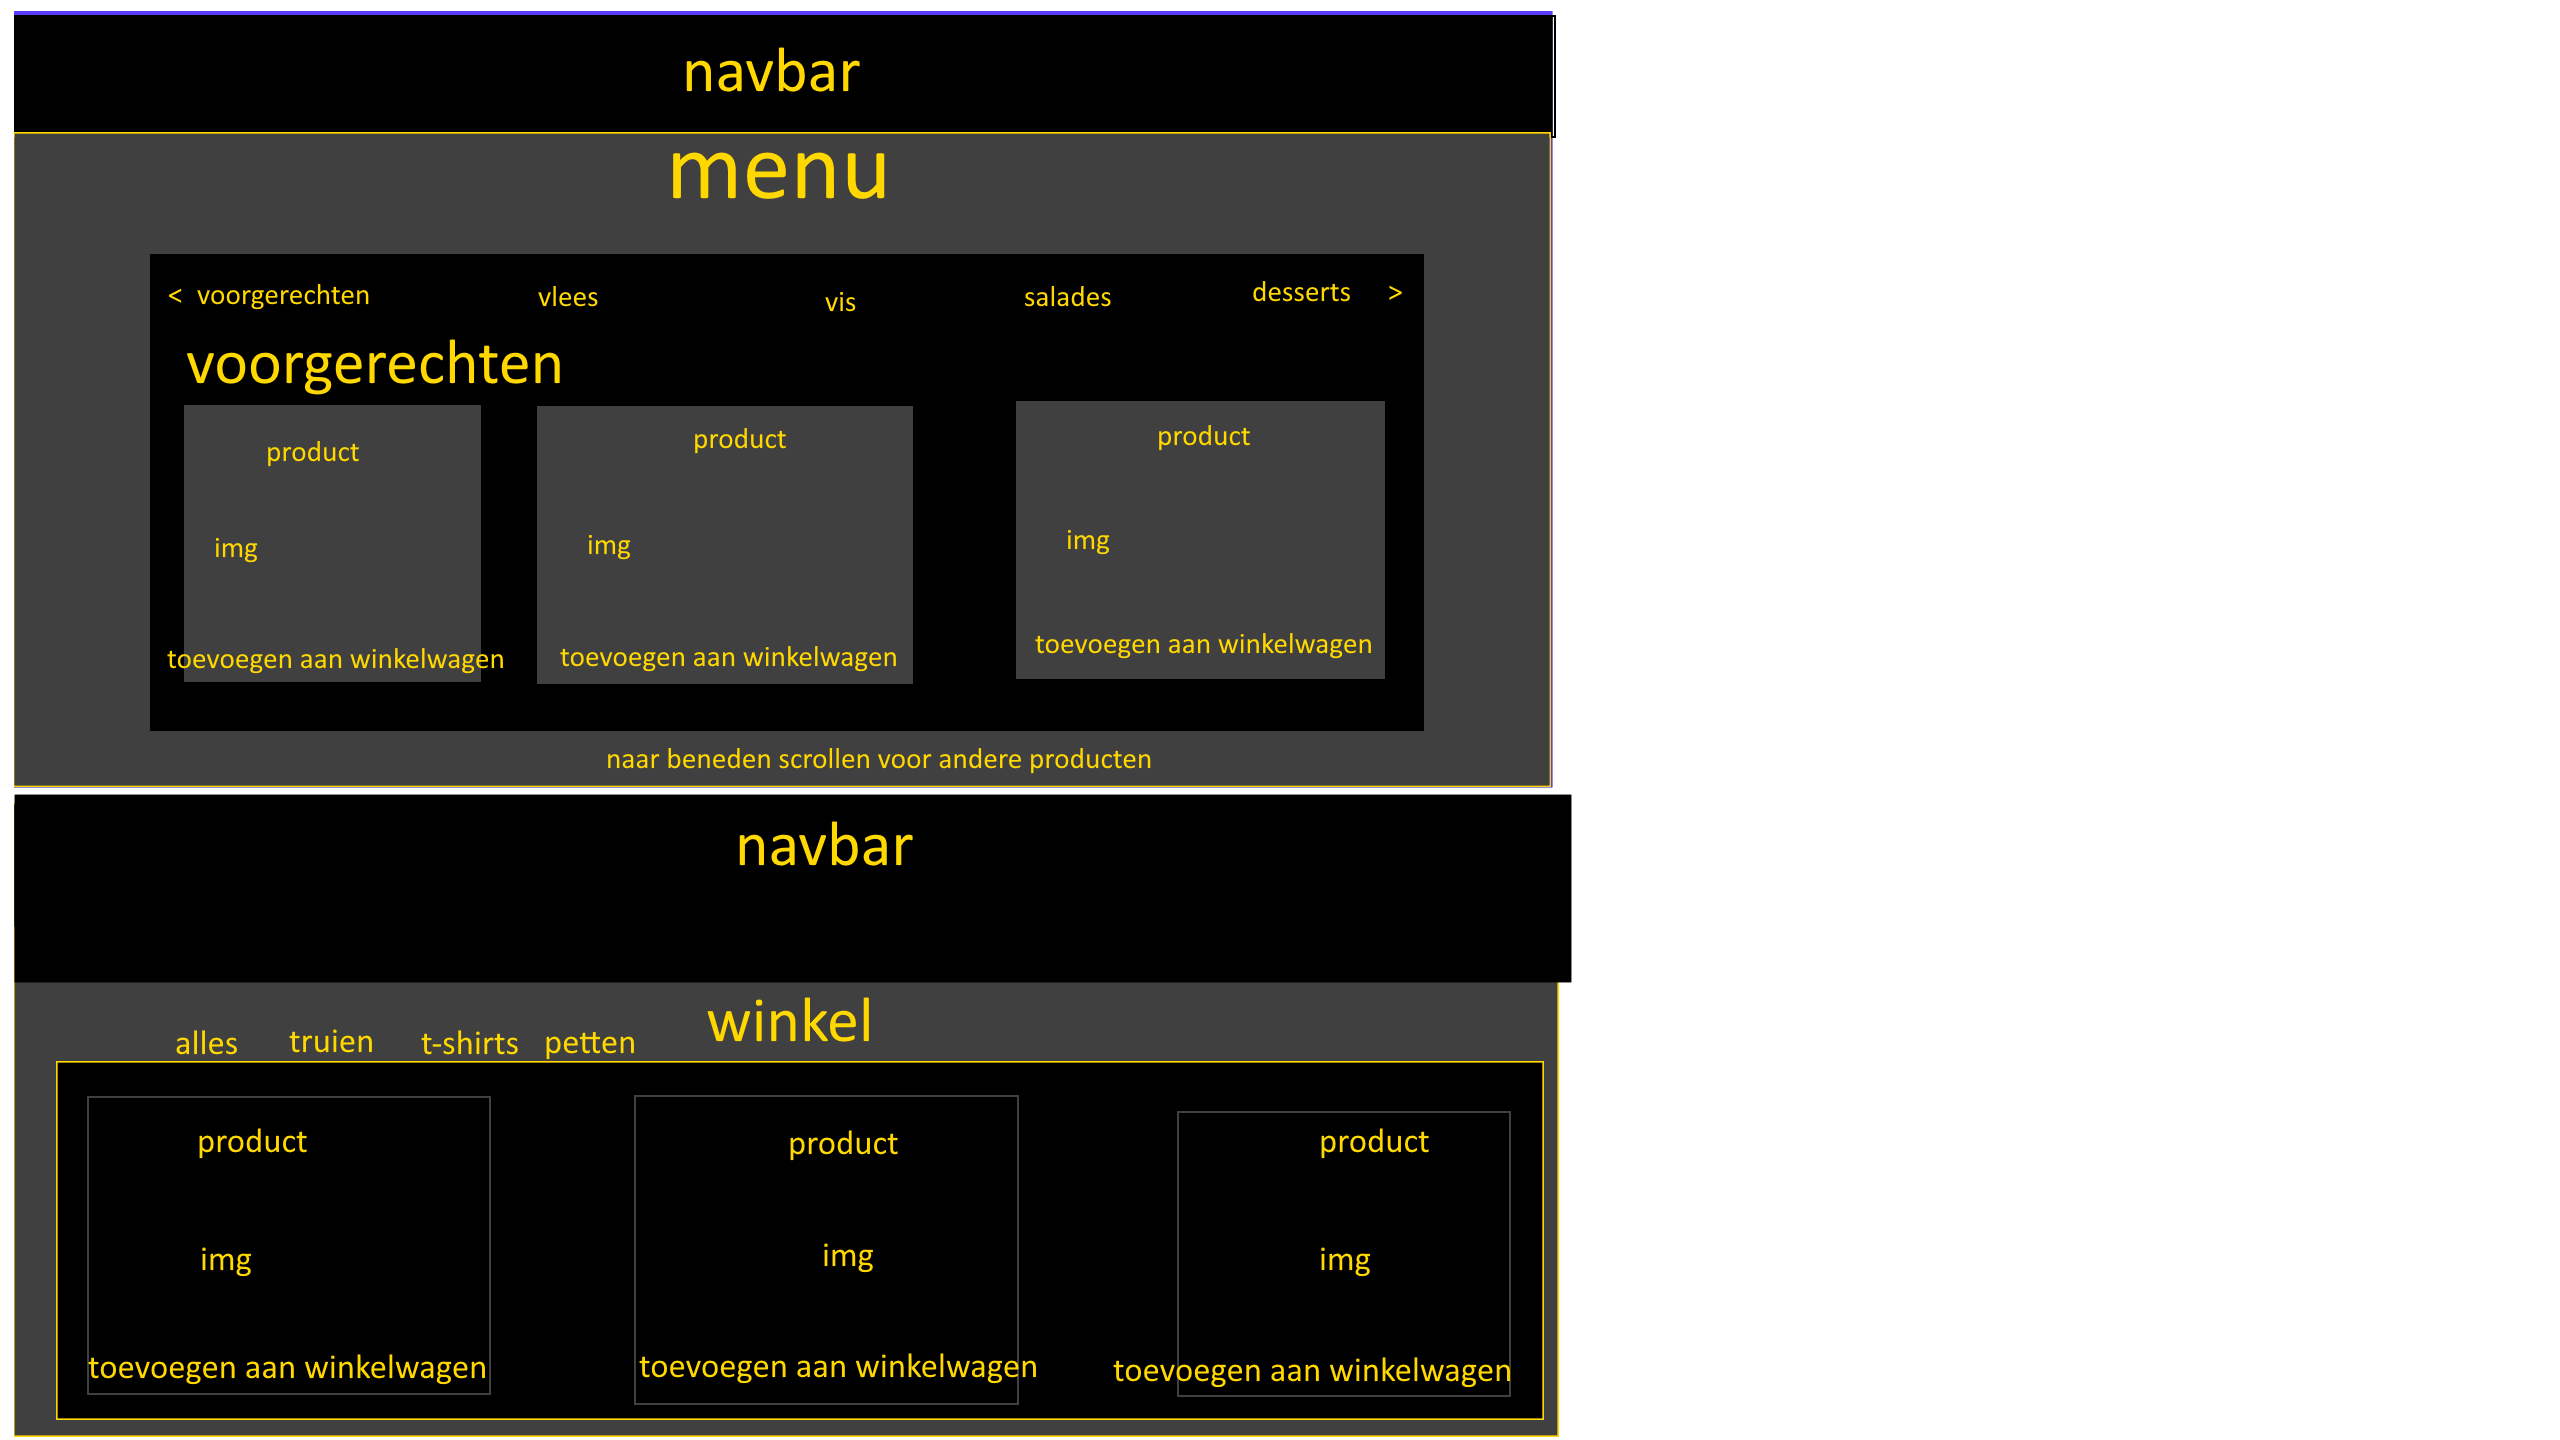 navbar
menu
< voorgerechten vlees vis salades desserts >
voorgerechten
product product product
img img img
toevoegen aan winkelwagen toevoegen aan winkelwagen toevoegen aan winkelwagen
naar beneden scrollen voor andere producten
navbar
winkel
alles truien t-shirts petten
product product product
img img img
toevoegen aan winkelwagen toevoegen aan winkelwagen toevoegen aan winkelwagen